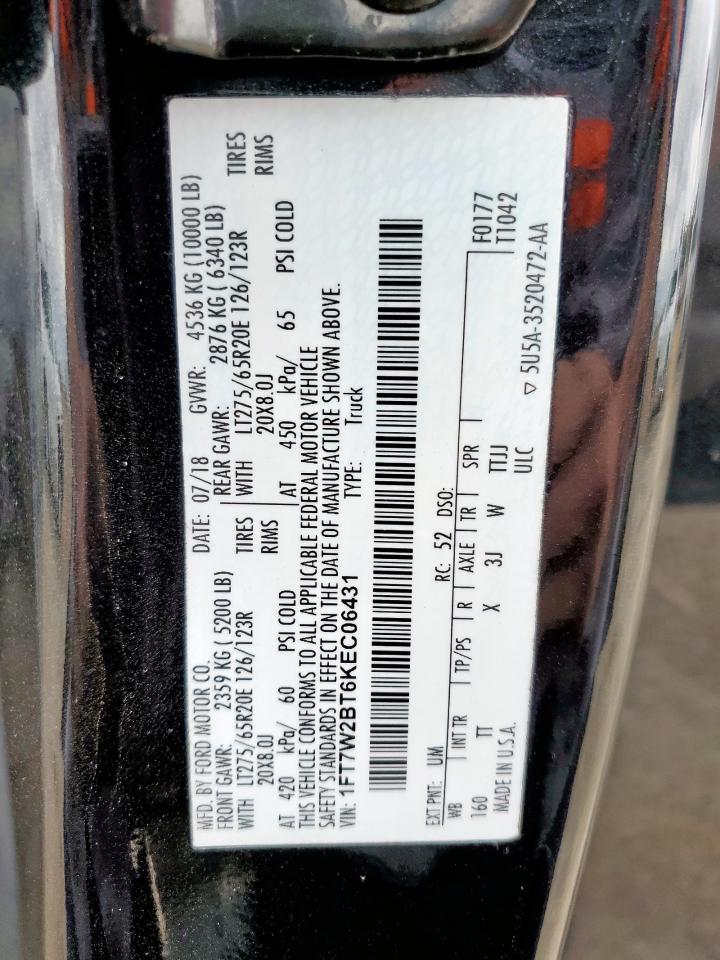 MFD. BY FORD MOTOR CO.
DATE: 07/18 GVWR: 4536 KG (10000 LB)
FRONT GAWR: 2359 KG ( 5200 LB) REAR GAWR: 2876 KG ( 6340 LB)
WITH LT275/65R20E 126/123R TIRES WITH LT275/65R20E 126/123R TIRES
20X8.0J RIMS 20X8.0J RIMS
AT 420 kPa/ 60 PSI COLD AT 450 kPa/ 65 PSI COLD
THIS VEHICLE CONFORMS TO ALL APPLICABLE FEDERAL MOTOR VEHICLE
SAFETY STANDARDS IN EFFECT ON THE DATE OF MANUFACTURE SHOWN ABOVE.
VIN: 1FT7W2BT6KEC06431 TYPE: Truck
EXT PNT: UM RC: 52 DSO:
WB INT TR TP/PS R AXLE TR SPR F0177
160 TT X 3J W TTJJ T1042
MADE IN U.S.A. ULC ▽ 5U5A-3520472-AA